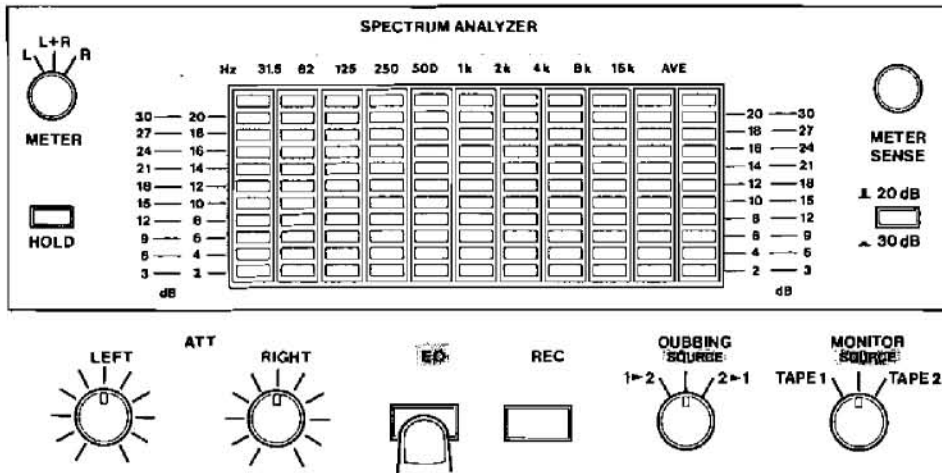 SPECTRUM ANALYZER
L L+R R
Hz 31.5 62 125 250 500 1k 2k 4k 8k 16k AVE
METER
METER SENSE
30 20 20 30
27 18 18 27
24 16 16 24
21 14 14 21
18 12 12 18
15 10 10 15
12 8 8 12
9 6 6 9
6 4 4 6
3 2 2 3
dB dB
HOLD
20 dB
30 dB
ATT
LEFT RIGHT
EQ
REC
DUBBING
SOURCE
1►2 2►1
MONITOR
SOURCE
TAPE 1 TAPE 2